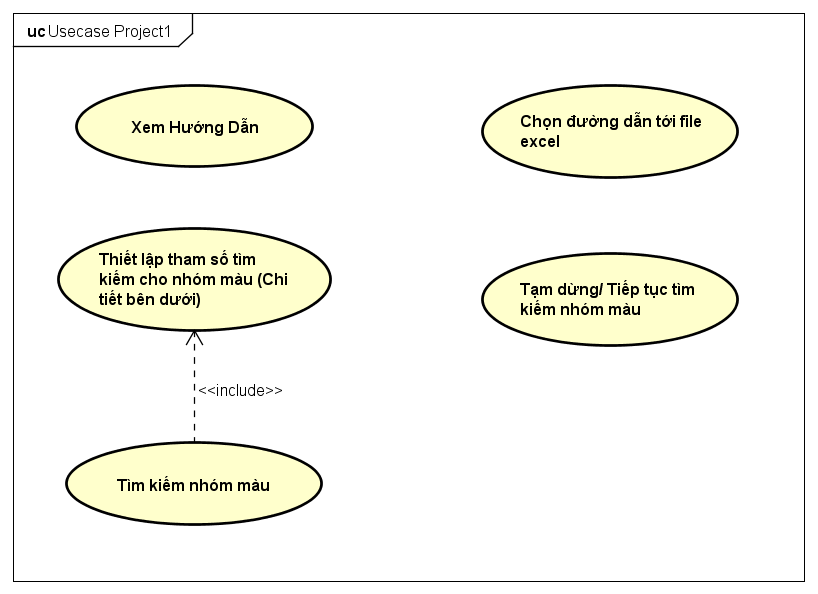 uc Usecase Project1
Xem Hướng Dẫn
Chọn đường dẫn tới file
excel
Thiết lập tham số tìm
kiếm cho nhóm màu (Chi
tiết bên dưới)
Tạm dừng/ Tiếp tục tìm
kiếm nhóm màu
<<include>>
Tìm kiếm nhóm màu